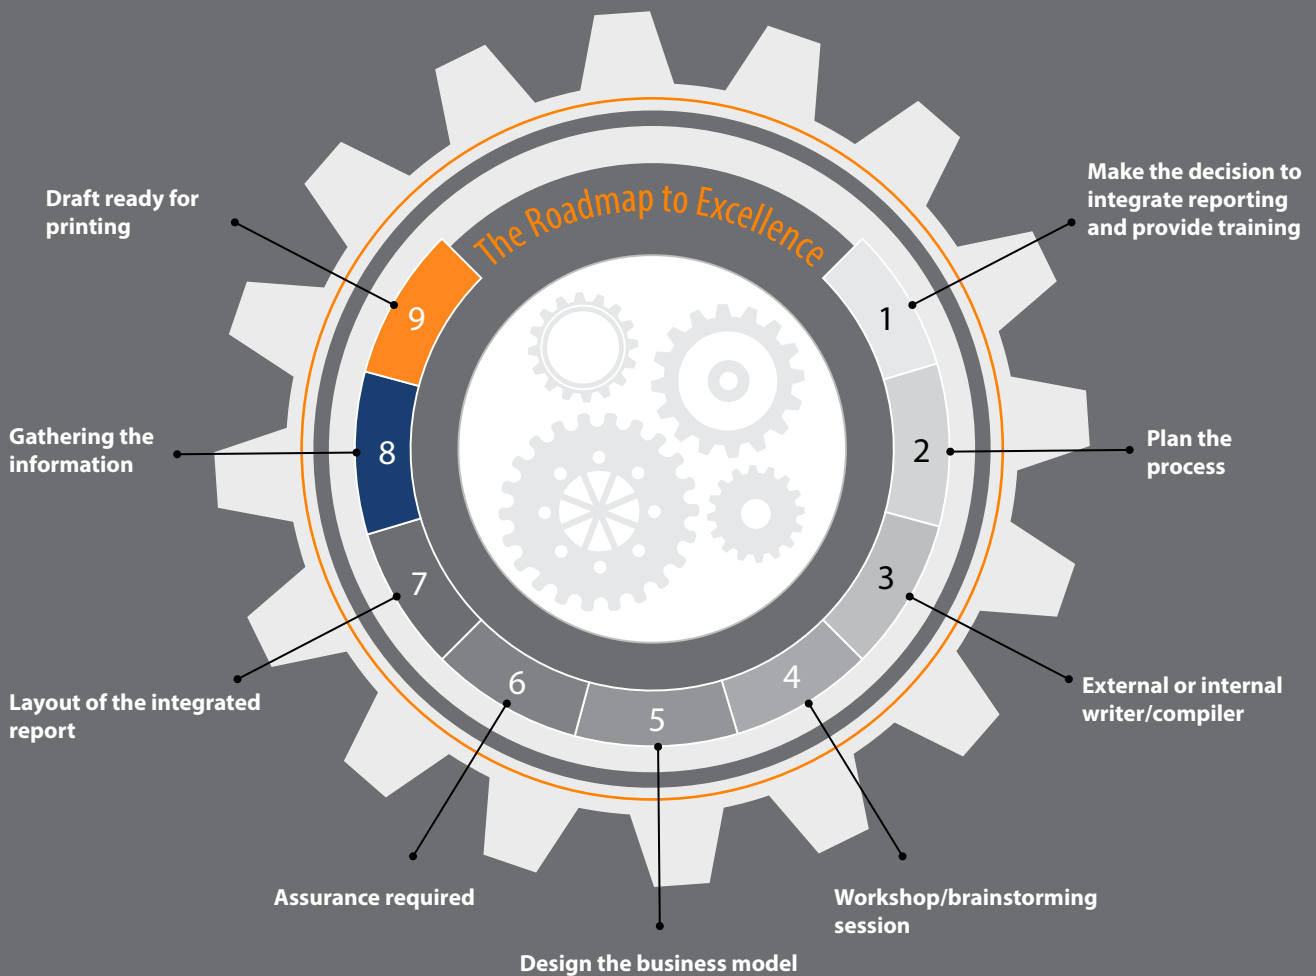 The Roadmap to Excellence
1
Make the decision to
integrate reporting
and provide training
2
Plan the
process
3
External or internal
writer/compiler
4
Workshop/brainstorming
session
5
Design the business model
6
Assurance required
7
Layout of the integrated
report
8
Gathering the
information
9
Draft ready for
printing